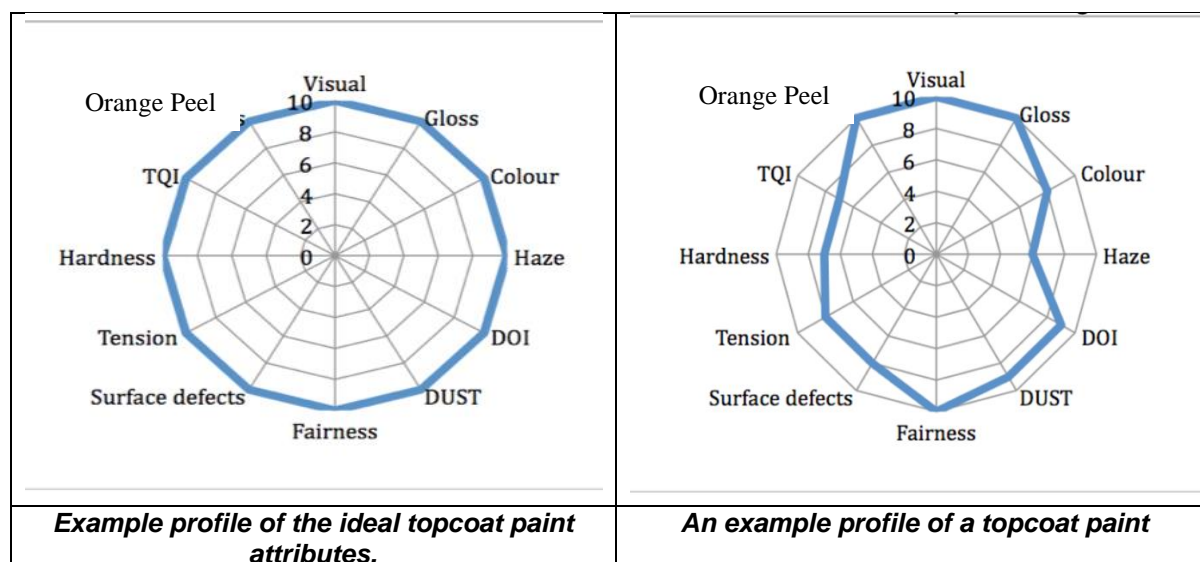 Visual
Orange Peel
10
s
Gloss
8
TQI
6
Colour
4
2
Hardness
0
Haze
Tension
DOI
Surface defects
DUST
Fairness
Example profile of the ideal topcoat paint
attributes.
Visual
Orange Peel
10
Gloss
8
TQI
6
Colour
4
2
Hardness
0
Haze
Tension
DOI
Surface defects
DUST
Fairness
An example profile of a topcoat paint